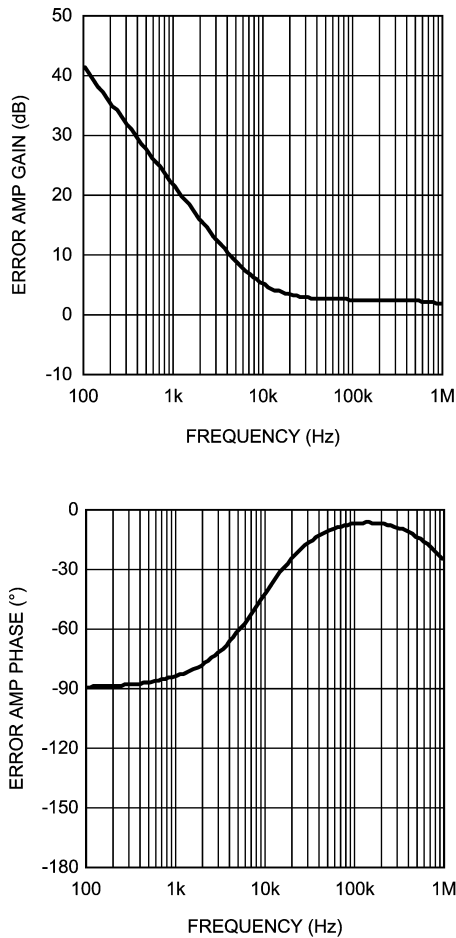 50
40
30
20
10
0
-10
ERROR AMP GAIN (dB)
100 1k 10k 100k 1M
FREQUENCY (Hz)
0
-30
-60
-90
-120
-150
-180
ERROR AMP PHASE (°)
100 1k 10k 100k 1M
FREQUENCY (Hz)